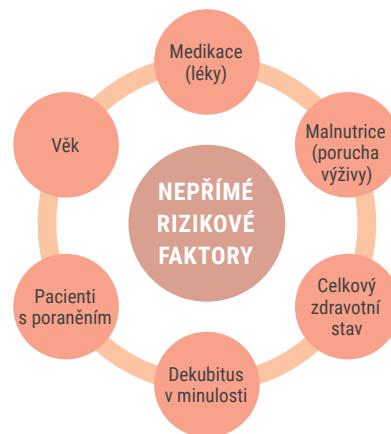 Medikace
(léky)
Malnutrice
(porucha
výživy)
Celkový
zdravotní
stav
Dekubitus
v minulosti
Pacienti
s poraněním
Věk
NEPŘÍMÉ
RIZIKOVÉ
FAKTORY